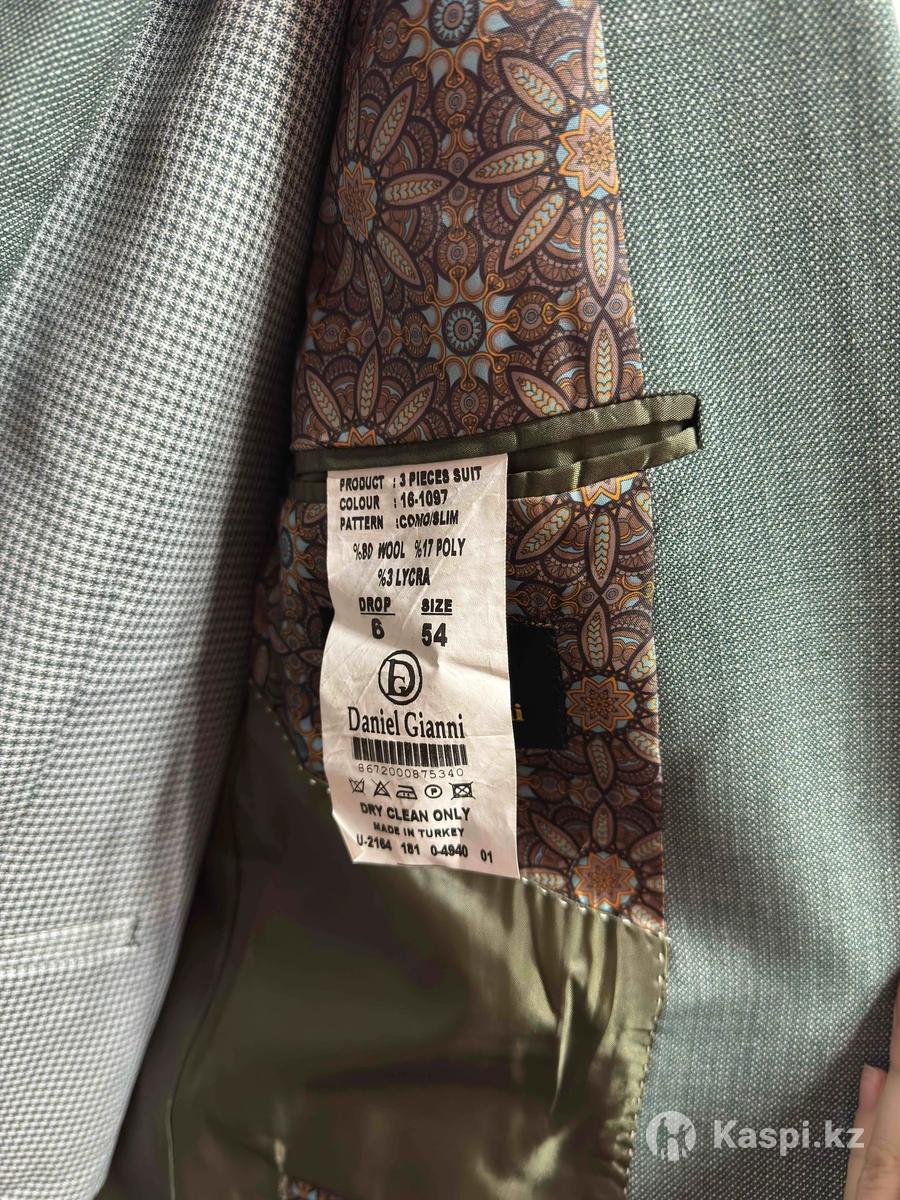 PRODUCT : 3 PIECES SUIT
COLOUR : 16-1097
PATTERN :COMO/SLIM
%80 WOOL %17 POLY
%3 LYCRA
DROP SIZE
6 54
Daniel Gianni
8672000875340
DRY CLEAN ONLY
MADE IN TURKEY
U-2164 181 0-4940 01
Kaspi.kz